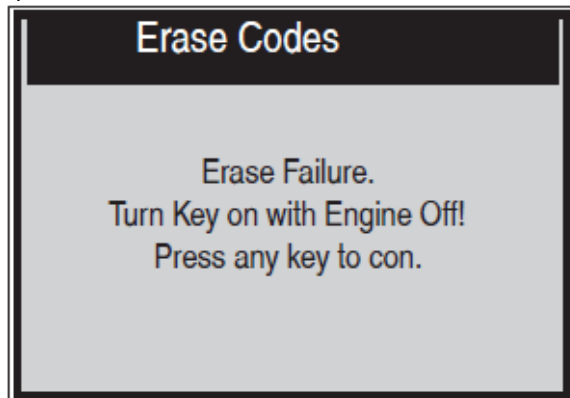 Erase Codes
Erase Failure.
Turn Key on with Engine Off!
Press any key to con.